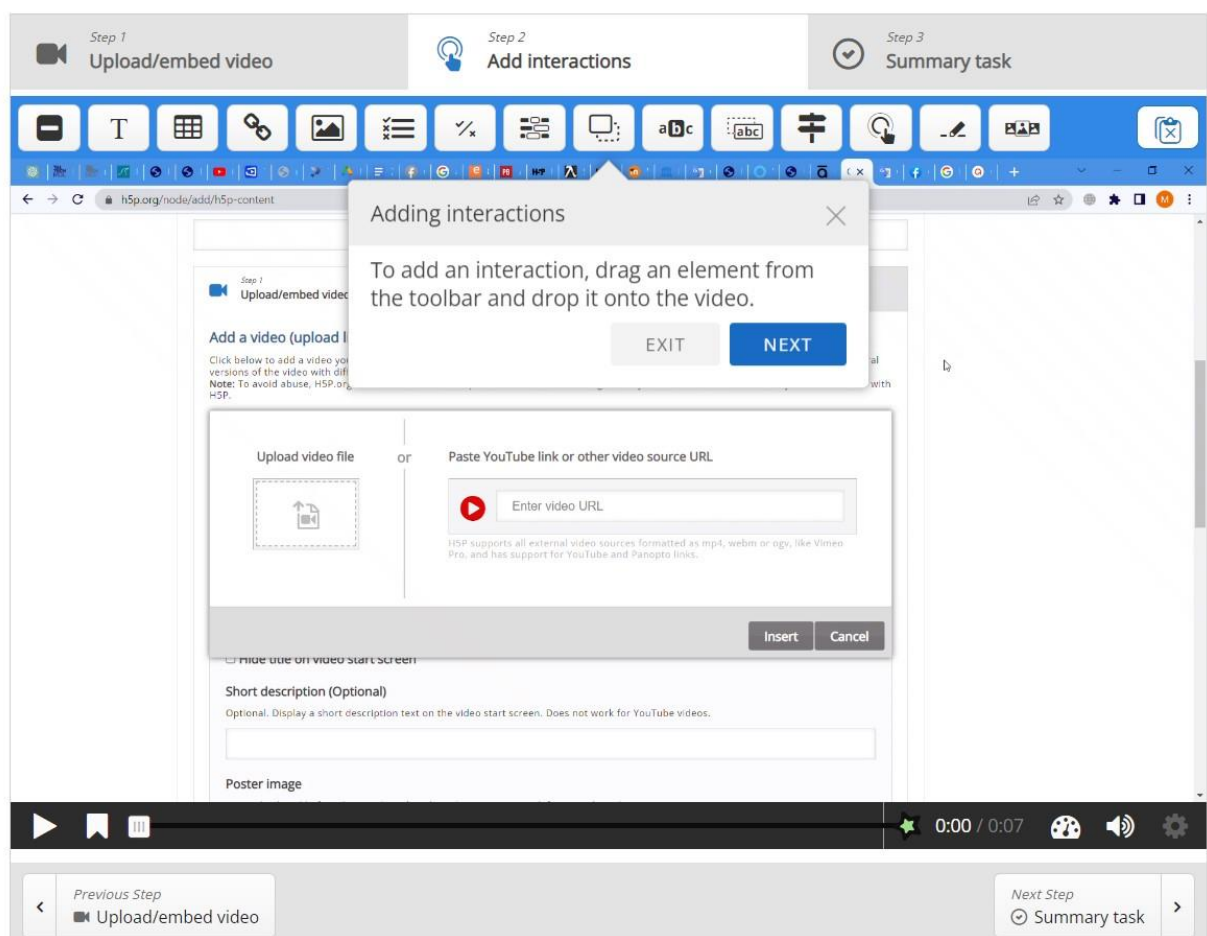 Step 1
Upload/embed video
Step 2
Add interactions
Step 3
Summary task
T
abc
abc
h5p.org/node/add/h5p-content
Adding interactions
To add an interaction, drag an element from
the toolbar and drop it onto the video.
EXIT
NEXT
Step 1
Upload/embed video
Add a video (upload
Click below to add a video
versions of the video with
Note: To avoid abuse, H5P.org
with
H5P.
Upload video file
or
Paste YouTube link or other video source URL
Enter video URL
H5P supports all external video sources formatted as mp4, webm or ogv, like Vimeo
Pro, and has support for YouTube and Panopto links.
Insert
Cancel
Hide title on video start screen
Short description (Optional)
Optional. Display a short description text on the video start screen. Does not work for YouTube videos.
Poster image
0:00 / 0:07
Previous Step
Upload/embed video
Next Step
Summary task